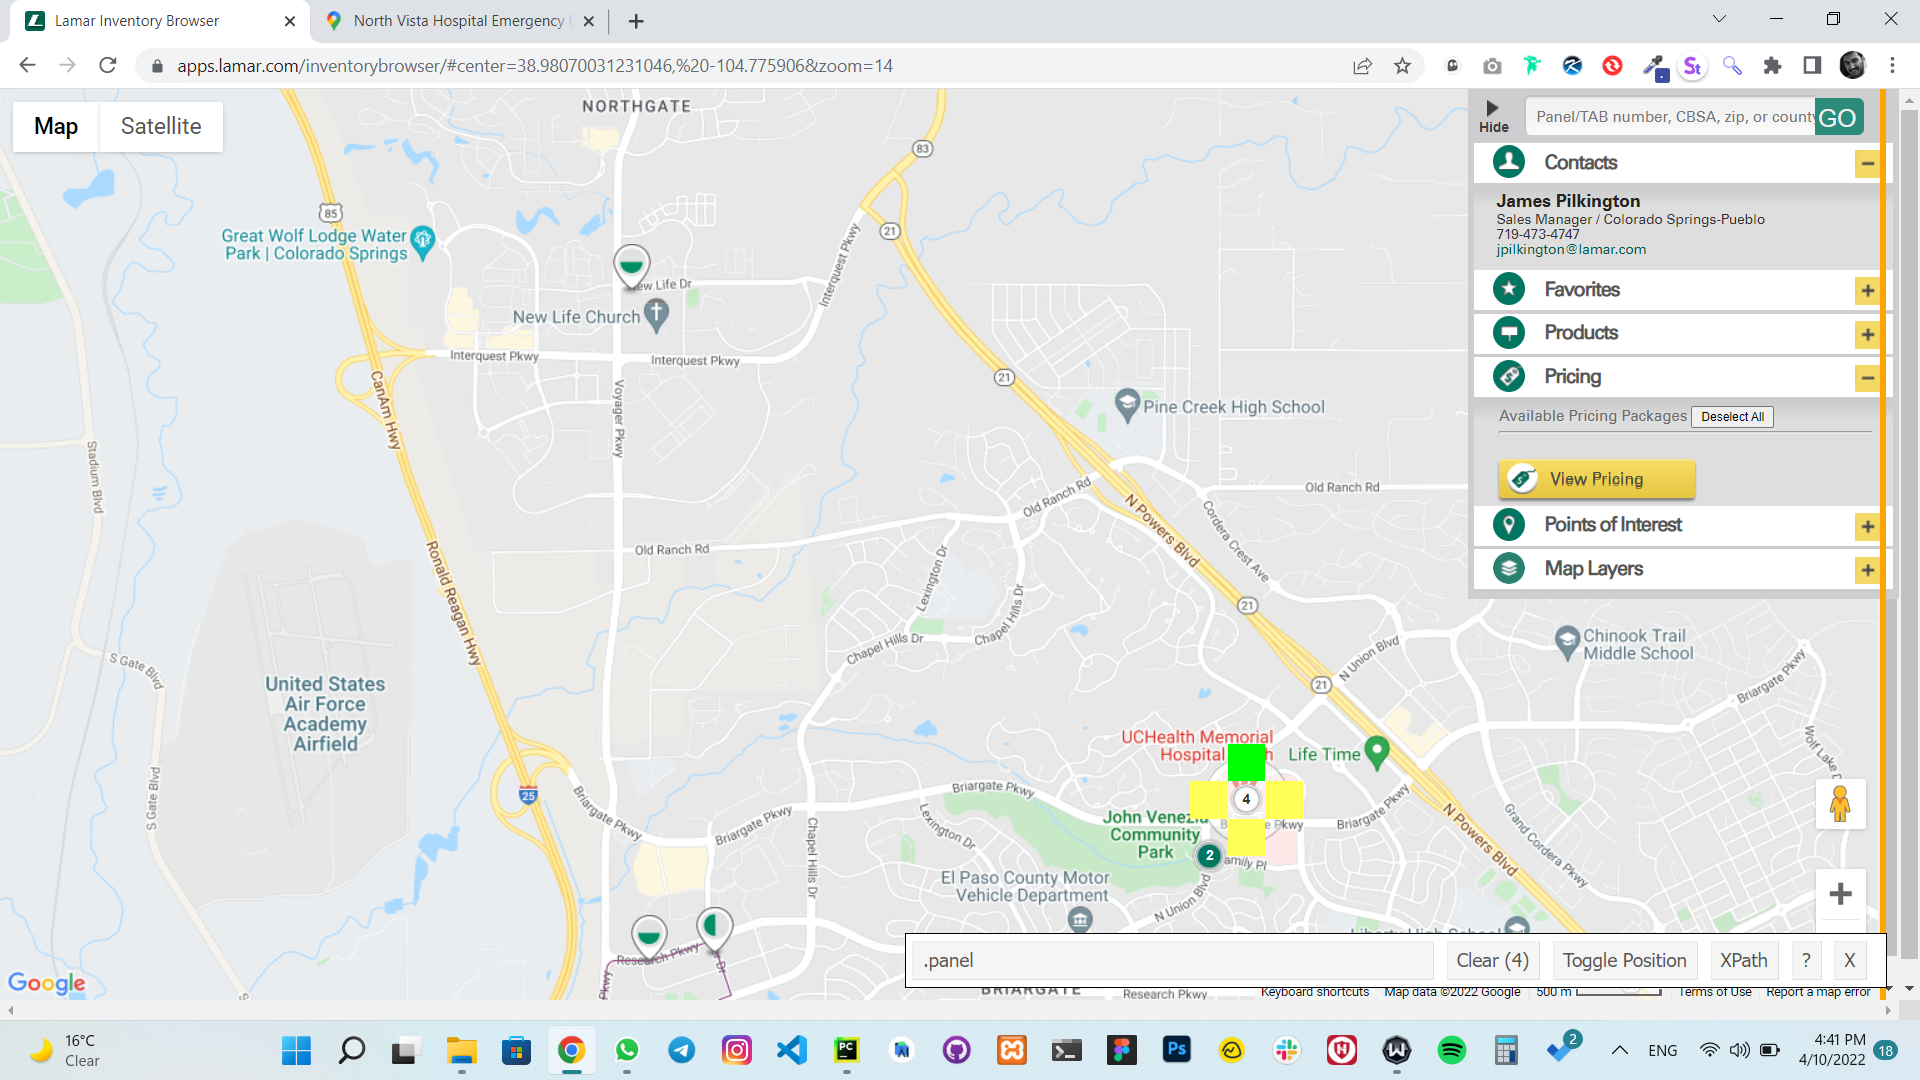 Lamar Inventory Browser
North Vista Hospital Emergency
apps.lamar.com/inventorybrowser/#center=38.98070031231046,%20-104.775906&zoom=14
Map
Satellite
Hide
Panel/TAB number, CBSA, zip, or county
GO
Contacts
James Pilkington
Sales Manager / Colorado Springs-Pueblo
719-473-4747
jpilkington@lamar.com
Favorites
Products
Pricing
Available Pricing Packages
Deselect All
View Pricing
Points of Interest
Map Layers
NORTHGATE
83
85
21
Great Wolf Lodge Water
Park | Colorado Springs
New Life Dr
New Life Church
Interquest Pkwy
Interquest Pkwy
Interquest Pkwy
CanAm Hwy
Voyager Pkwy
21
Pine Creek High School
Stadium Blvd
Old Ranch Rd
Old Ranch Rd
Old Ranch Rd
N Powers Blvd
Cordera Crest Ave
Ronald Reagan Hwy
Lexington Dr
Chapel Hills Dr
Chapel Hills Dr
21
N Union Blvd
Chinook Trail
Middle School
S Gate Blvd
United States
Air Force
Academy
Airfield
21
Briargate Pkwy
UCHealth Memorial
Hospital
Life Time
S Gate Blvd
25
Briargate Pkwy
Briargate Pkwy
Briargate Pkwy
4
Pkwy
Briargate Pkwy
Lexington Dr
Chapel Hills Dr
John Venezia
Community
Park
2
Family Pl
N Union Blvd
N Powers Blvd
Grand Cordera Pkwy
El Paso County Motor
Vehicle Department
Liberty High School
Research Pkwy
Pkwy
Dr
BRIARGATE
Research Pkwy
Google
.panel
Clear (4)
Toggle Position
XPath
?
X
Keyboard shortcuts
Map data ©2022 Google
500 m
Terms of Use
Report a map error
16°C
Clear
2
ENG
4:41 PM
4/10/2022
18